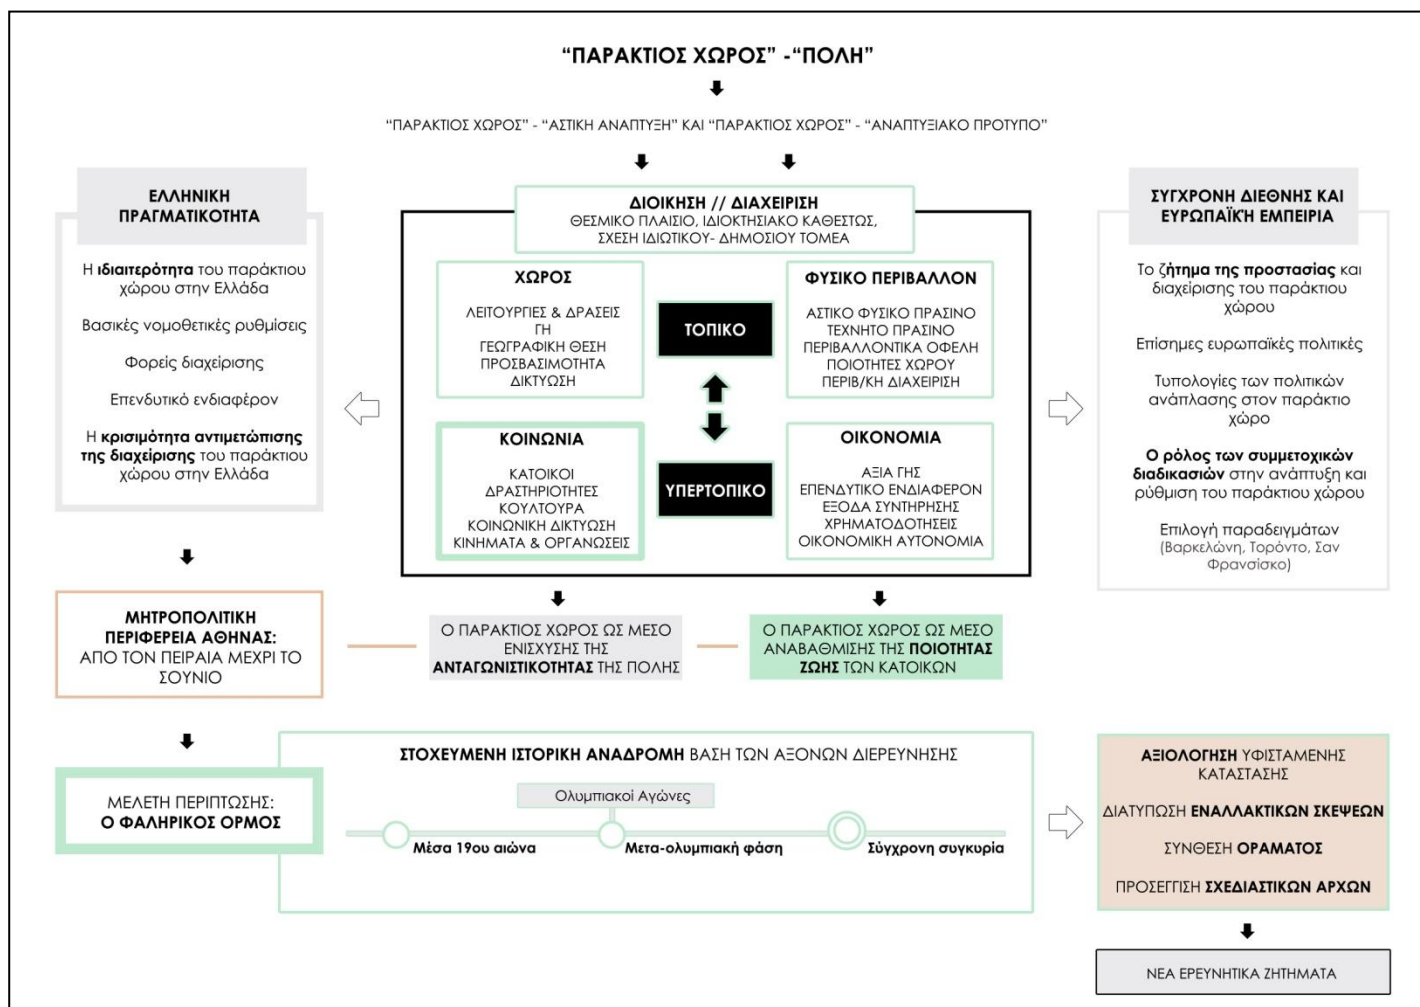 “ΠΑΡΑΚΤΙΟΣ ΧΩΡΟΣ” -“ΠΟΛΗ”
“ΠΑΡΑΚΤΙΟΣ ΧΩΡΟΣ” - “ΑΣΤΙΚΗ ΑΝΑΠΤΥΞΗ” ΚΑΙ “ΠΑΡΑΚΤΙΟΣ ΧΩΡΟΣ” - “ΑΝΑΠΤΥΞΙΑΚΟ ΠΡΟΤΥΠΟ”
ΕΛΛΗΝΙΚΗ
ΠΡΑΓΜΑΤΙΚΟΤΗΤΑ
Η ιδιαιτερότητα του παράκτιου
χώρου στην Ελλάδα
Βασικές νομοθετικές ρυθμίσεις
Φορείς διαχείρισης
Επενδυτικό ενδιαφέρον
Η κρισιμότητα αντιμετώπισης
της διαχείρισης του παράκτιου
χώρου στην Ελλάδα
ΔΙΟΙΚΗΣΗ // ΔΙΑΧΕΙΡΙΣΗ
ΘΕΣΜΙΚΟ ΠΛΑΙΣΙΟ, ΙΔΙΟΚΤΗΣΙΑΚΟ ΚΑΘΕΣΤΩΣ,
ΣΧΕΣΗ ΙΔΙΩΤΙΚΟΥ- ΔΗΜΟΣΙΟΥ ΤΟΜΕΑ
ΧΩΡΟΣ
ΛΕΙΤΟΥΡΓΙΕΣ & ΔΡΑΣΕΙΣ
ΓΗ
ΓΕΩΓΡΑΦΙΚΗ ΘΕΣΗ
ΠΡΟΣΒΑΣΙΜΟΤΗΤΑ
ΔΙΚΤΥΩΣΗ
ΤΟΠΙΚΟ
ΦΥΣΙΚΟ ΠΕΡΙΒΑΛΛΟΝ
ΑΣΤΙΚΟ ΦΥΣΙΚΟ ΠΡΑΣΙΝΟ
ΤΕΧΝΗΤΟ ΠΡΑΣΙΝΟ
ΠΕΡΙΒΑΛΛΟΝΤΙΚΑ ΟΦΕΛΗ
ΠΟΙΟΤΗΤΕΣ ΧΩΡΟΥ
ΠΕΡΙΒ/ΚΗ ΔΙΑΧΕΙΡΙΣΗ
ΚΟΙΝΩΝΙΑ
ΚΑΤΟΙΚΟΙ
ΔΡΑΣΤΗΡΙΟΤΗΤΕΣ
ΚΟΥΛΤΟΥΡΑ
ΚΟΙΝΩΝΙΚΗ ΔΙΚΤΥΩΣΗ
ΚΙΝΗΜΑΤΑ & ΟΡΓΑΝΩΣΕΙΣ
ΥΠΕΡΤΟΠΙΚΟ
ΟΙΚΟΝΟΜΙΑ
ΑΞΙΑ ΓΗΣ
ΕΠΕΝΔΥΤΙΚΟ ΕΝΔΙΑΦΕΡΟΝ
ΕΞΟΔΑ ΣΥΝΤΗΡΗΣΗΣ
ΧΡΗΜΑΤΟΔΟΤΗΣΕΙΣ
ΟΙΚΟΝΟΜΙΚΗ ΑΥΤΟΝΟΜΙΑ
ΣΥΓΧΡΟΝΗ ΔΙΕΘΝΗΣ ΚΑΙ
ΕΥΡΩΠΑΪΚΉ ΕΜΠΕΙΡΙΑ
Το ζήτημα της προστασίας και
διαχείρισης του παράκτιου
χώρου
Επίσημες ευρωπαϊκές πολιτικές
Τυπολογίες των πολιτικών
ανάπλασης στον παράκτιο
χώρο
Ο ρόλος των συμμετοχικών
διαδικασιών στην ανάπτυξη και
ρύθμιση του παράκτιου χώρου
Επιλογή παραδειγμάτων
(Βαρκελώνη, Τορόντο, Σαν
Φρανσίσκο)
ΜΗΤΡΟΠΟΛΙΤΙΚΗ
ΠΕΡΙΦΕΡΕΙΑ ΑΘΗΝΑΣ:
ΑΠΟ ΤΟΝ ΠΕΙΡΑΙΑ ΜΕΧΡΙ ΤΟ
ΣΟΥΝΙΟ
Ο ΠΑΡΑΚΤΙΟΣ ΧΩΡΟΣ ΩΣ ΜΕΣΟ
ΕΝΙΣΧΥΣΗΣ ΤΗΣ
ΑΝΤΑΓΩΝΙΣΤΙΚΟΤΗΤΑΣ ΤΗΣ ΠΟΛΗΣ
Ο ΠΑΡΑΚΤΙΟΣ ΧΩΡΟΣ ΩΣ ΜΕΣΟ
ΑΝΑΒΑΘΜΙΣΗΣ ΤΗΣ ΠΟΙΟΤΗΤΑΣ
ΖΩΗΣ ΤΩΝ ΚΑΤΟΙΚΩΝ
ΜΕΛΕΤΗ ΠΕΡΙΠΤΩΣΗΣ:
Ο ΦΑΛΗΡΙΚΟΣ ΟΡΜΟΣ
ΣΤΟΧΕΥΜΕΝΗ ΙΣΤΟΡΙΚΗ ΑΝΑΔΡΟΜΗ ΒΑΣΗ ΤΩΝ ΑΞΟΝΩΝ ΔΙΕΡΕΥΝΗΣΗΣ
Ολυμπιακοί Αγώνες
Μέσα 19ου αιώνα
Μετα-ολυμπιακή φάση
Σύγχρονη συγκυρία
ΑΞΙΟΛΟΓΗΣΗ ΥΦΙΣΤΑΜΕΝΗΣ
ΚΑΤΑΣΤΑΣΗΣ
ΔΙΑΤΥΠΩΣΗ ΕΝΑΛΛΑΚΤΙΚΩΝ ΣΚΕΨΕΩΝ
ΣΥΝΘΕΣΗ ΟΡΑΜΑΤΟΣ
ΠΡΟΣΕΓΓΙΣΗ ΣΧΕΔΙΑΣΤΙΚΩΝ ΑΡΧΩΝ
ΝΕΑ ΕΡΕΥΝΗΤΙΚΑ ΖΗΤΗΜΑΤΑ